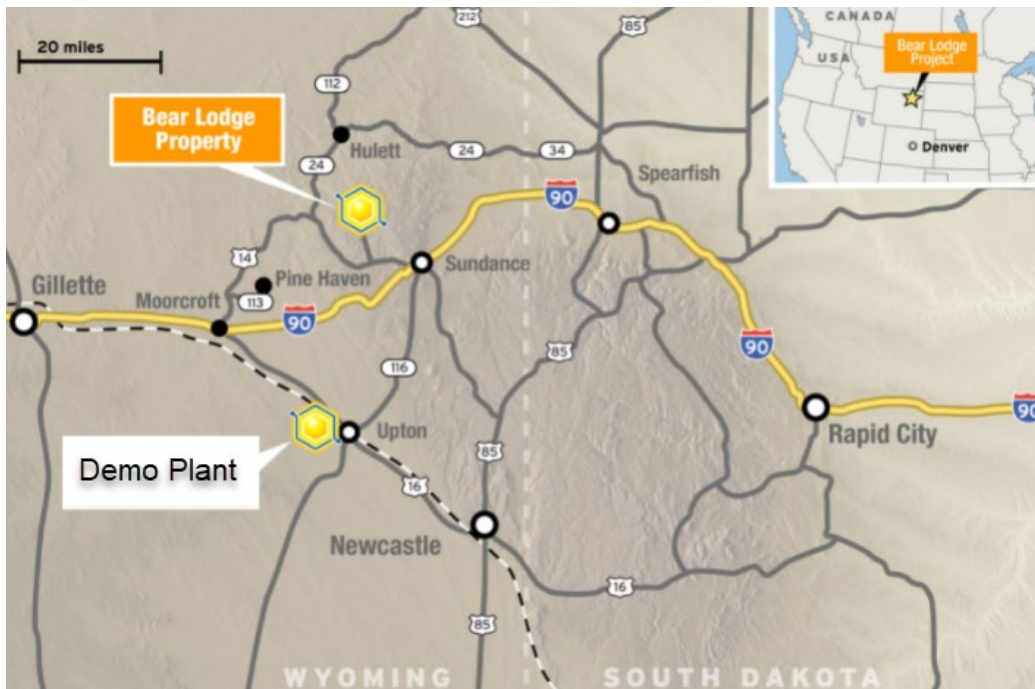 20 miles
212
85
CANADA
USA
Bear Lodge
Project
Denver
112
Bear Lodge
Property
Hulett
24
24
34
Spearfish
90
14
Sundance
Gillette
Pine Haven
Moorcroft
113
90
90
85
116
90
Rapid City
Upton
Demo Plant
85
16
Newcastle
16
85
WYOMING
SOUTH DAKOTA